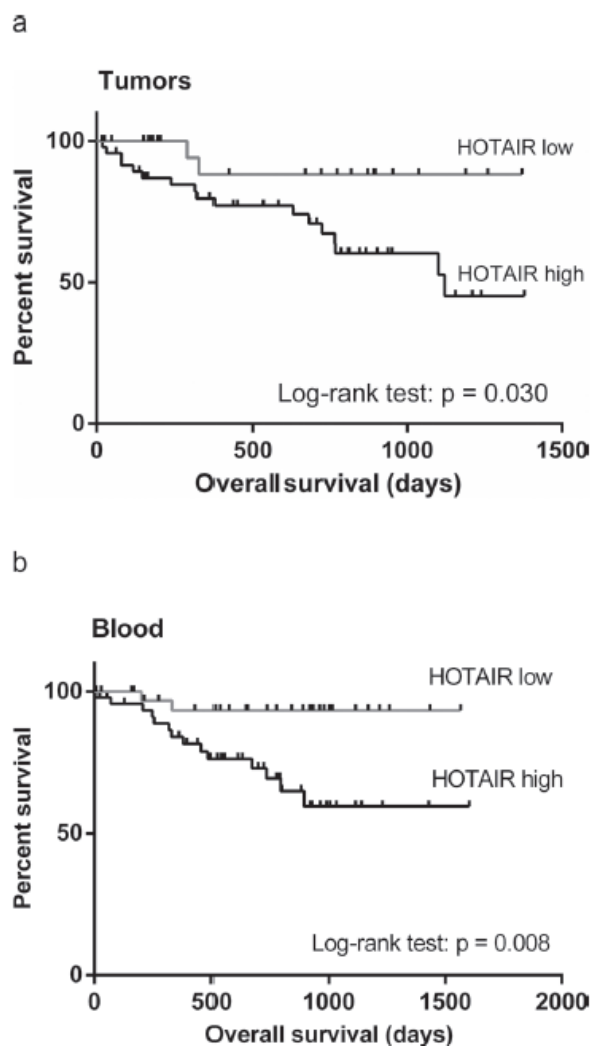 a
Tumors
100
HOTAIR low
50
HOTAIR high
Log-rank test: p = 0.030
0
0 500 1000 1500
Percent survival
Overall survival (days)
b
Blood
100
HOTAIR low
HOTAIR high
50
Log-rank test: p = 0.008
0
0 500 1000 1500 2000
Percent survival
Overall survival (days)